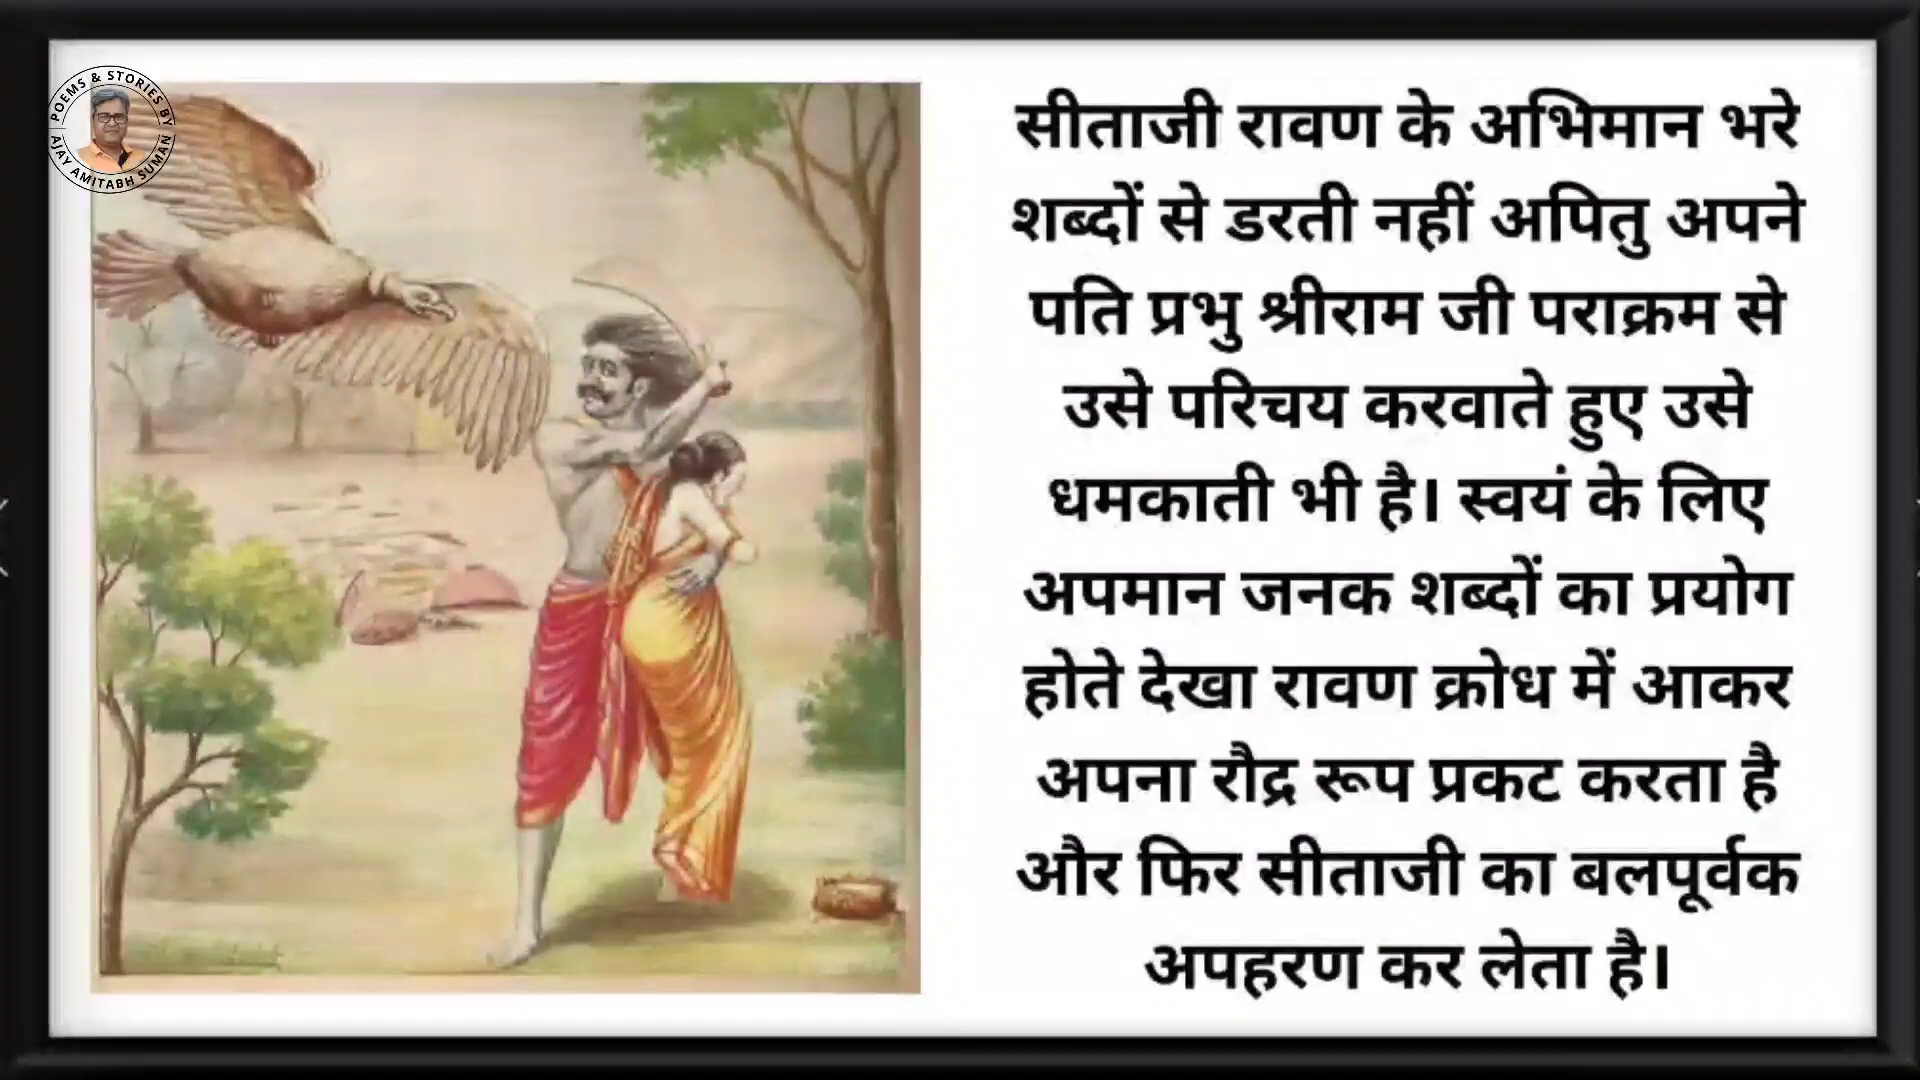 POEMS & STORIES BY
AJAY AMITABH SUMAN
सीताजी रावण के अभिमान भरे
शब्दों से डरती नहीं अपितु अपने
पति प्रभु श्रीराम जी पराक्रम से
उसे परिचय करवाते हुए उसे
धमकाती भी है। स्वयं के लिए
अपमान जनक शब्दों का प्रयोग
होते देखा रावण क्रोध में आकर
अपना रौद्र रूप प्रकट करता है
और फिर सीताजी का बलपूर्वक
अपहरण कर लेता है।